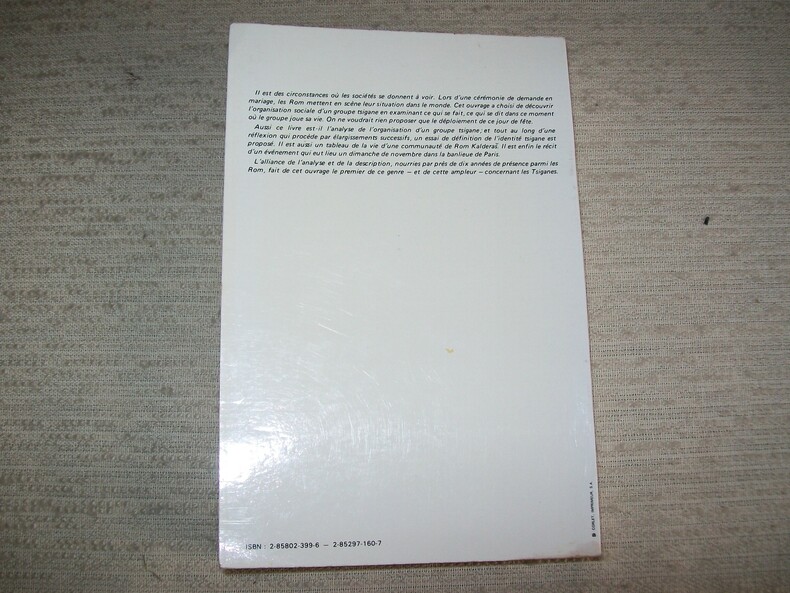 Il est des circonstances où les sociétés se donnent à voir. Lors d'une cérémonie de demande en
mariage, les Rom mettent en scène leur situation dans le monde. Cet ouvrage a choisi de découvrir
l'organisation sociale d'un groupe tsigane en examinant ce qui se fait, ce qui se dit dans ce moment
où le groupe joue sa vie. On ne voudrait rien proposer que le déploiement de ce jour de fête.
Aussi ce livre est-il l'analyse de l'organisation d'un groupe tsigane, et tout au long d'une
réflexion qui procède par élargissements successifs, un essai de définition de l'identité tsigane est
proposé. Il est aussi un tableau de la vie d'une communauté de Rom Kalderaš. Il est enfin le récit
d'un événement qui eut lieu un dimanche de novembre dans la banlieue de Paris.
L'alliance de l'analyse et de la description, nourries par près de dix années de présence parmi les
Rom, fait de cet ouvrage le premier de ce genre — et de cette ampleur — concernant les Tsiganes.
ISBN : 2-85802-399-6 — 2-85297-160-7
CORLET, IMPRIMEUR, S.A.